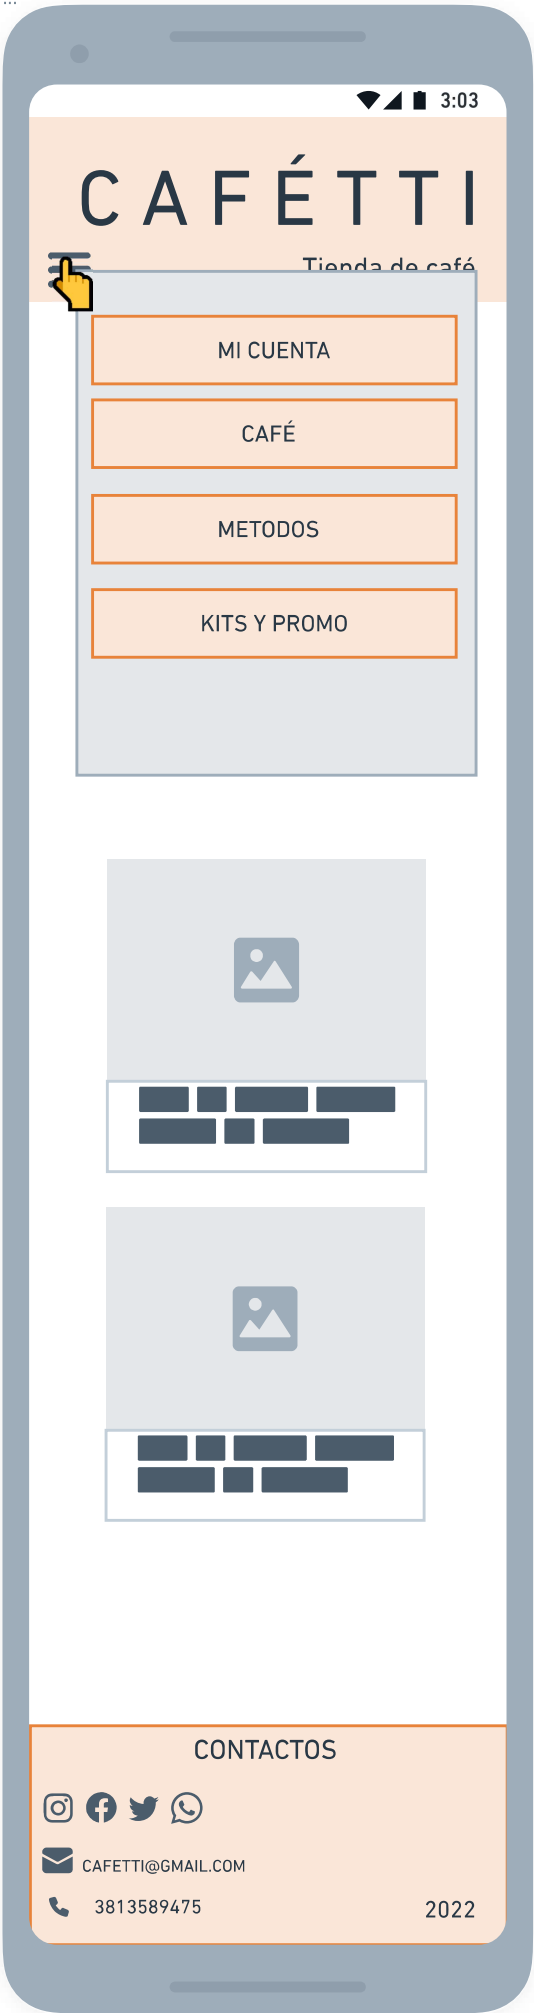 3:03
CAFÉTTI
Tienda de café
MI CUENTA
CAFÉ
METODOS
KITS Y PROMO
CONTACTOS
CAFETTI@GMAIL.COM
3813589475
2022